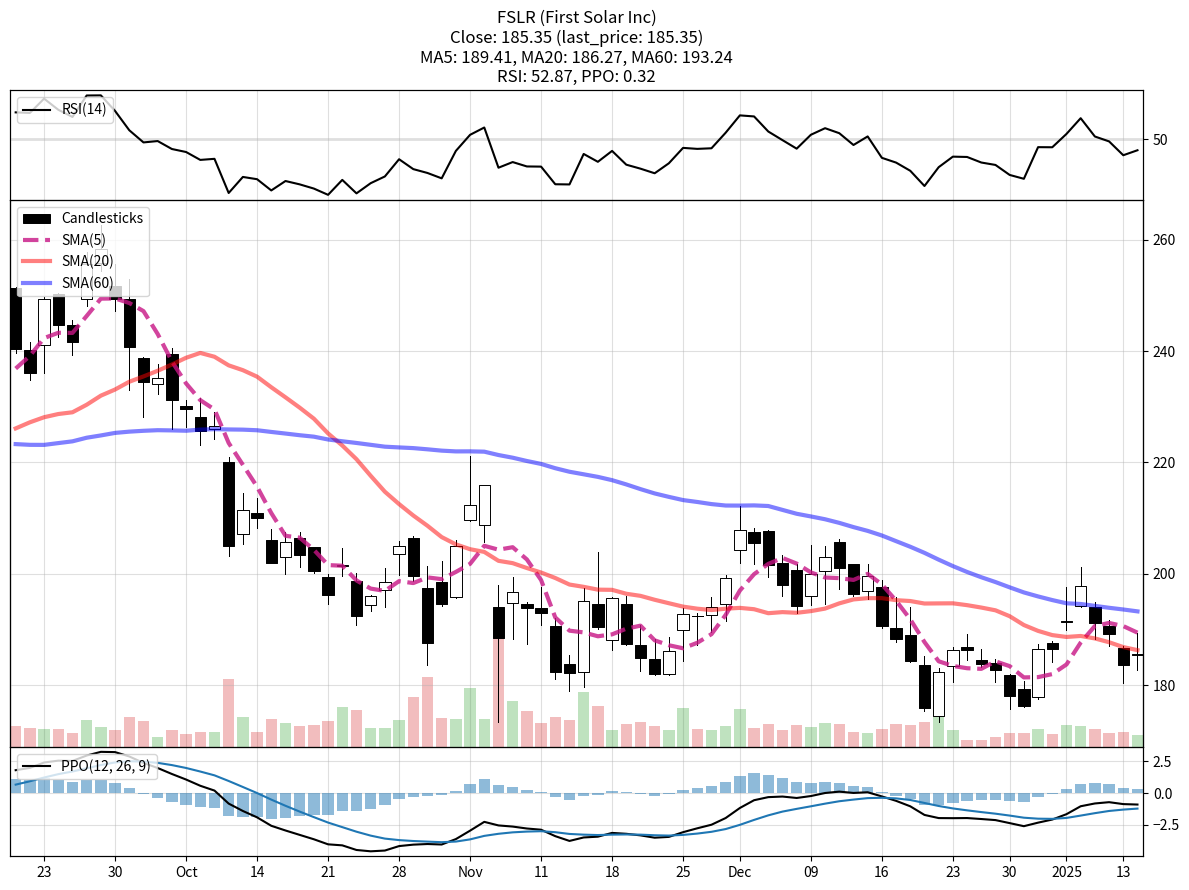 FSLR (First Solar Inc)
Close: 185.35 (last_price: 185.35)
MA5: 189.41, MA20: 186.27, MA60: 193.24
RSI: 52.87, PPO: 0.32
RSI(14)
50
Candlesticks
SMA(5)
SMA(20)
SMA(60)
260
240
220
200
180
PPO(12, 26, 9)
2.5
0.0
−2.5
23 30 Oct 14 21 28 Nov 11 18 25 Dec 09 16 23 30 2025 13